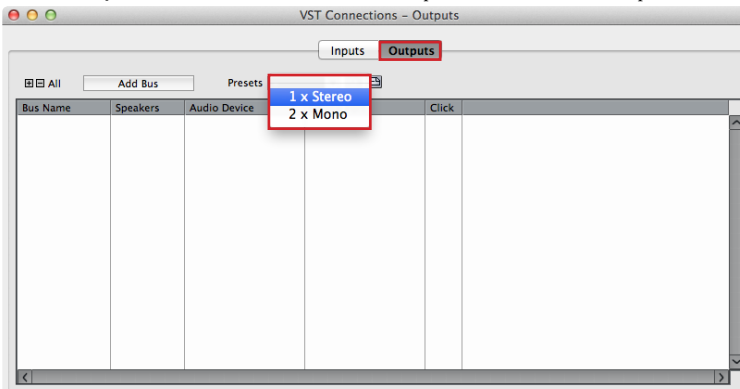 VST Connections – Outputs
Inputs Outputs
All Add Bus Presets
1 x Stereo
2 x Mono
Bus Name Speakers Audio Device Click